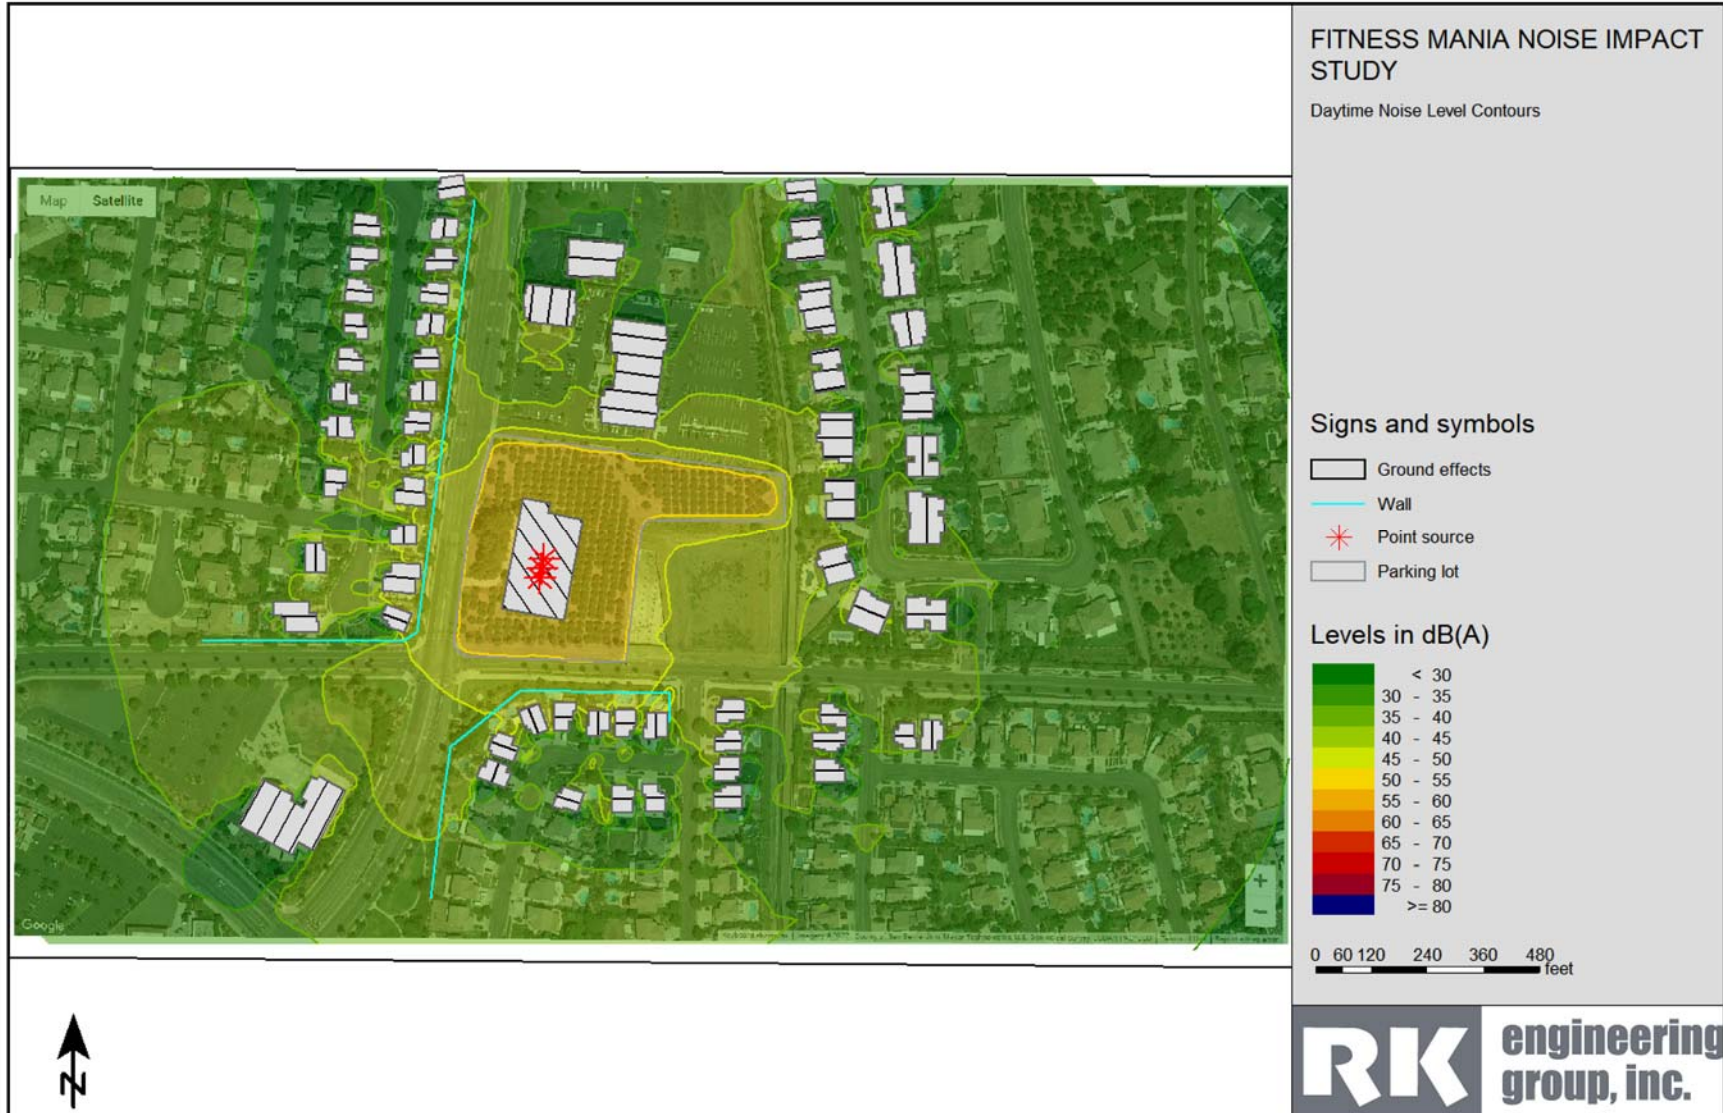 FITNESS MANIA NOISE IMPACT
STUDY
Daytime Noise Level Contours
Map Satellite
Signs and symbols
Ground effects
Wall
Point source
Parking lot
Levels in dB(A)
< 30
30 - 35
35 - 40
40 - 45
45 - 50
50 - 55
55 - 60
60 - 65
65 - 70
70 - 75
75 - 80
>= 80
0 60 120 240 360 480
feet
Google
N
RK engineering
group, inc.